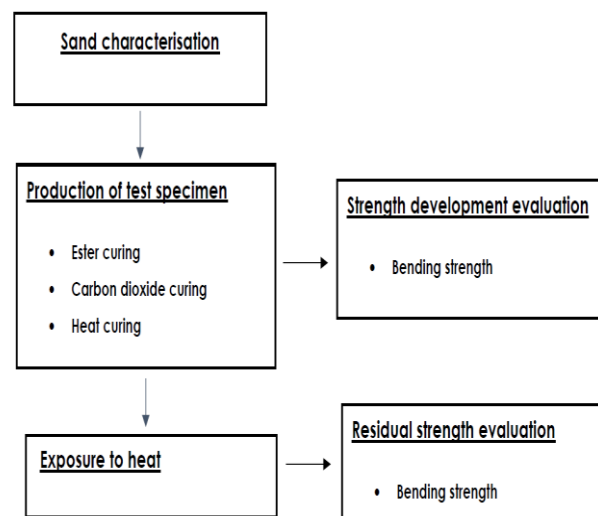 Sand characterisation
Production of test specimen
• Ester curing
• Carbon dioxide curing
• Heat curing
Strength development evaluation
• Bending strength
Exposure to heat
Residual strength evaluation
• Bending strength